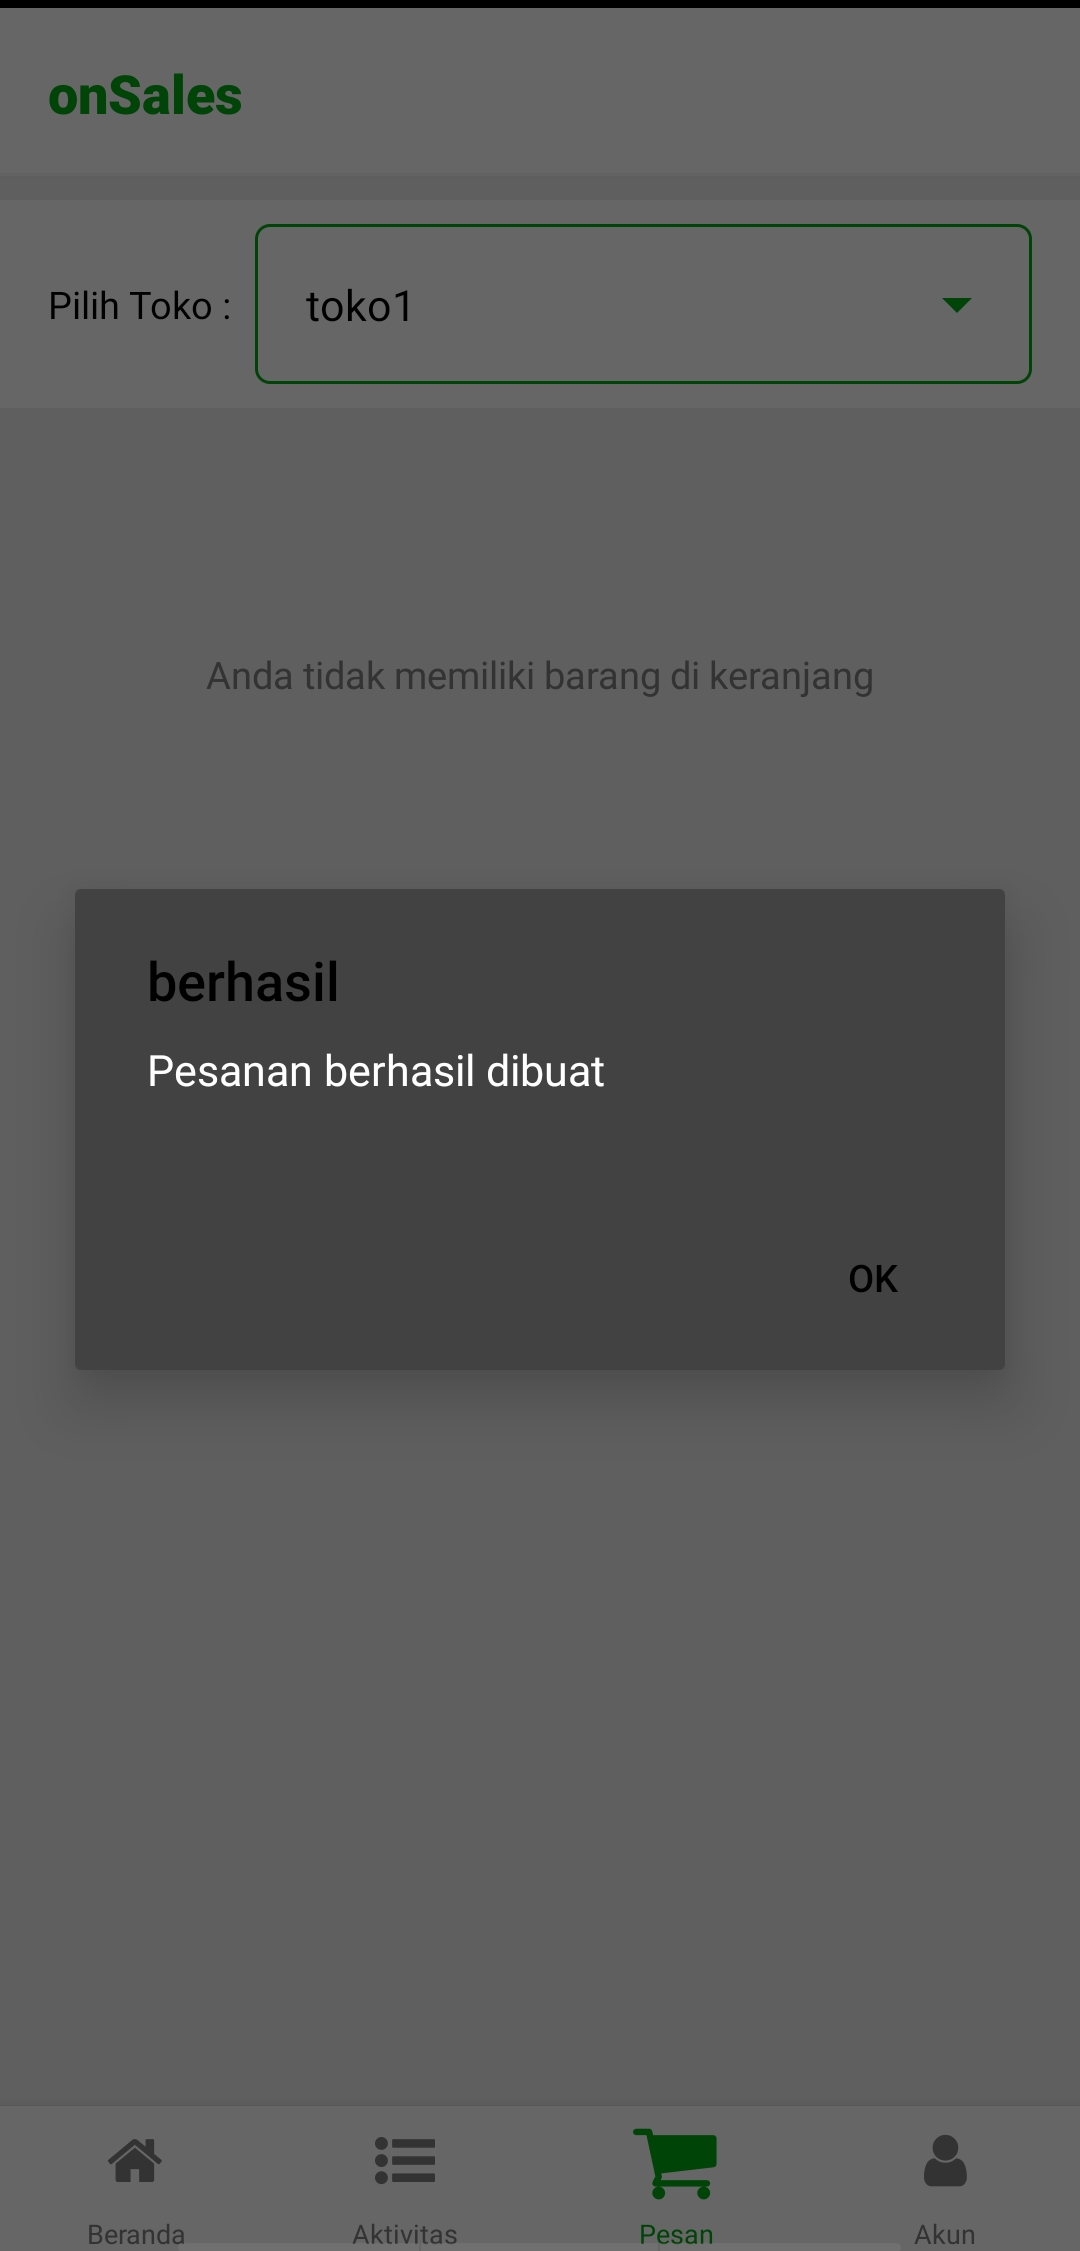 onSales
Pilih Toko :
toko1
Anda tidak memiliki barang di keranjang
berhasil
Pesanan berhasil dibuat
OK
Beranda
Aktivitas
Pesan
Akun